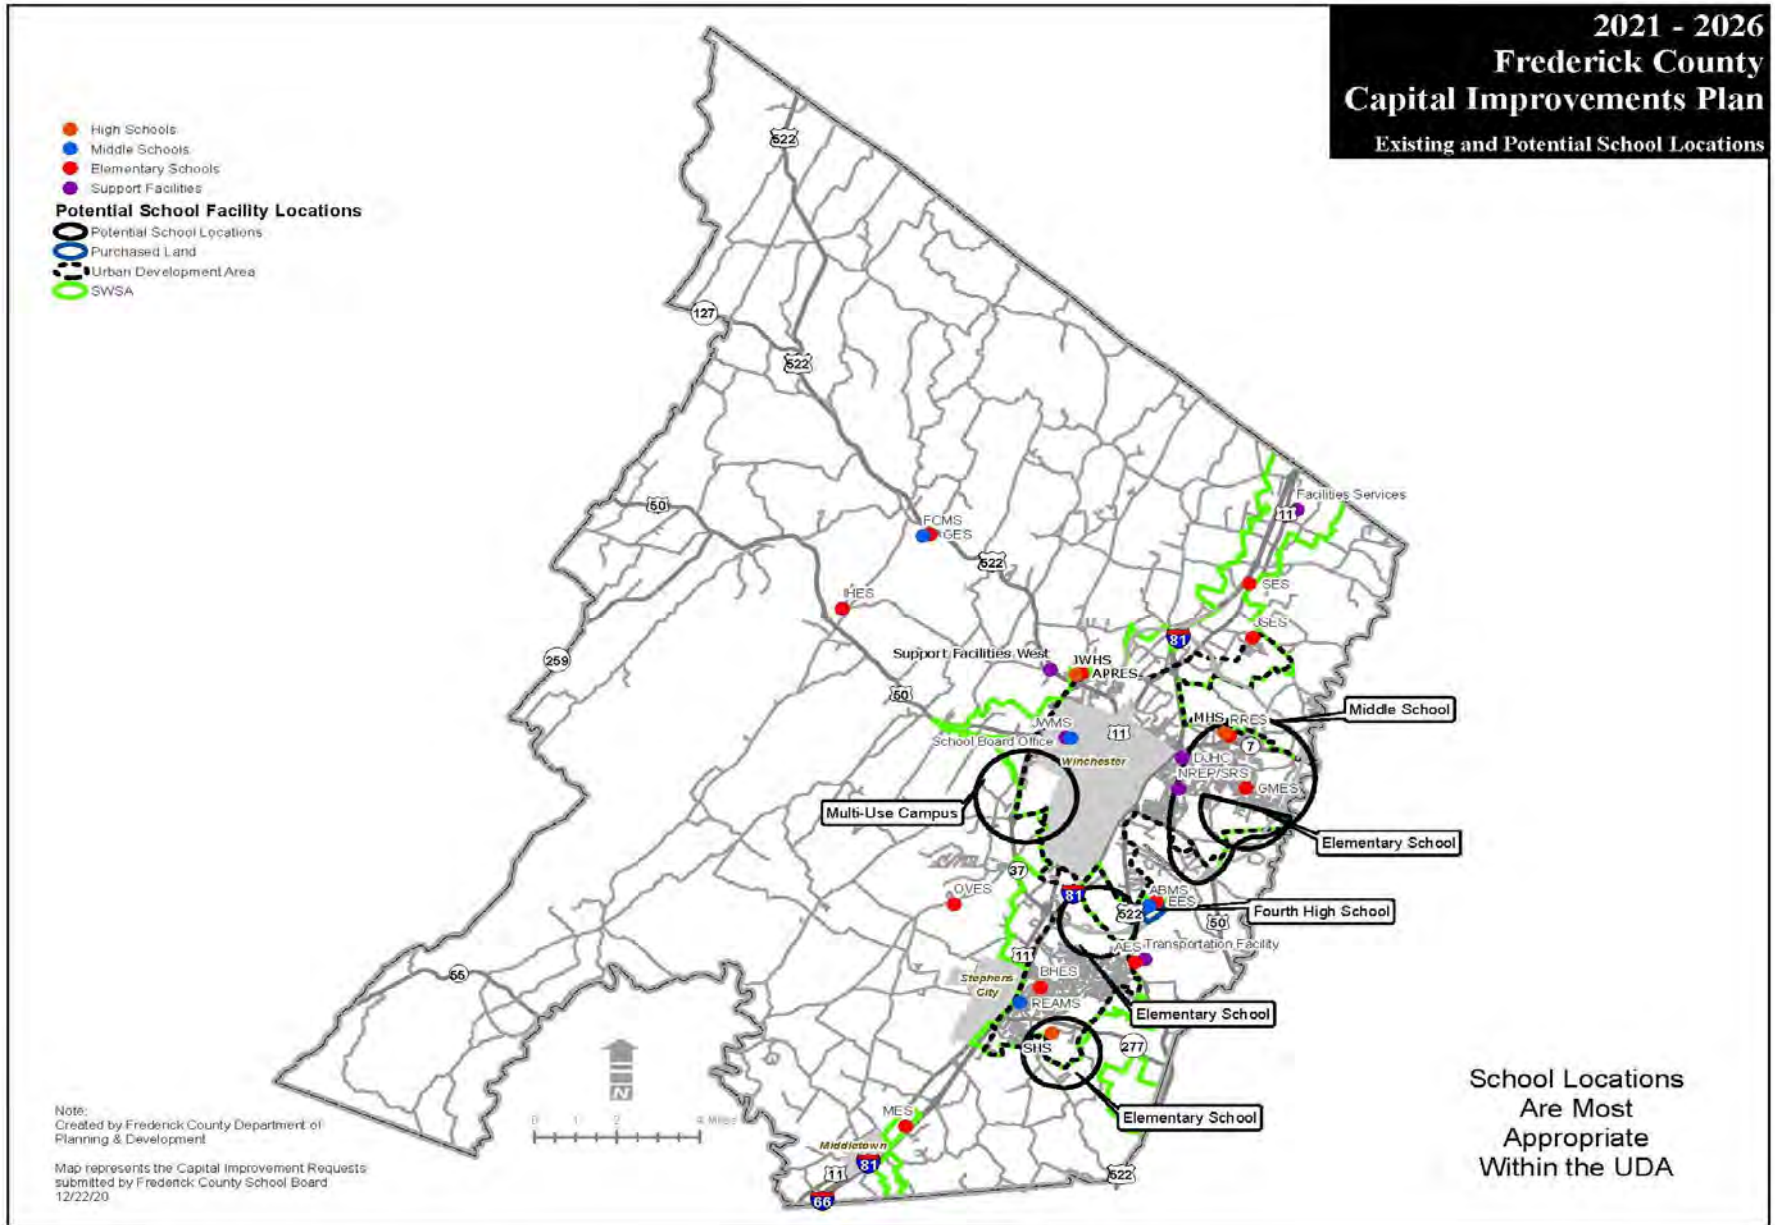 2021 - 2026
Frederick County
Capital Improvements Plan
Existing and Potential School Locations
High Schools
Middle Schools
Elementary Schools
Support Facilities
Potential School Facility Locations
Potential School Locations
Purchased Land
Urban Development Area
SWSA
522
127
522
50
FCMS
GES
522
Facilities Services
11
IHES
SES
JSES
81
259
Support Facilities West
JWHS
APRES
50
JWMS
School Board Office
11
Winchester
MHS
RRES
7
Middle School
DJHC
NREP/SRS
GMES
Multi-Use Campus
Elementary School
37
OVES
81
ABMS
EES
522
50
Fourth High School
AES
Transportation Facility
11
55
Stephens
City
BHES
REAMS
Elementary School
SHS
277
N
0 1 2 4 Miles
Elementary School
MES
Middletown
81
11
66
522
School Locations
Are Most
Appropriate
Within the UDA
Note:
Created by Frederick County Department of
Planning & Development
Map represents the Capital Improvement Requests
submitted by Frederick County School Board
12/22/20